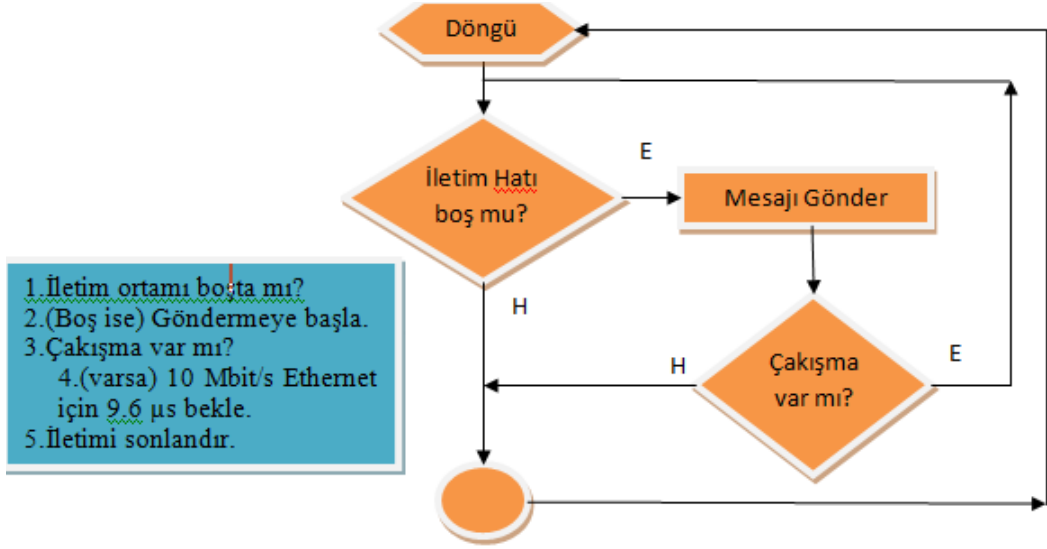 Döngü
İletim Hatı
boş mu?
E
Mesajı Gönder
H
Çakışma
var mı?
E
H
1.İletim ortamı boşta mı?
2.(Boş ise) Göndermeye başla.
3.Çakışma var mı?
4.(varsa) 10 Mbit/s Ethernet
için 9.6 µs bekle.
5.İletimi sonlandır.